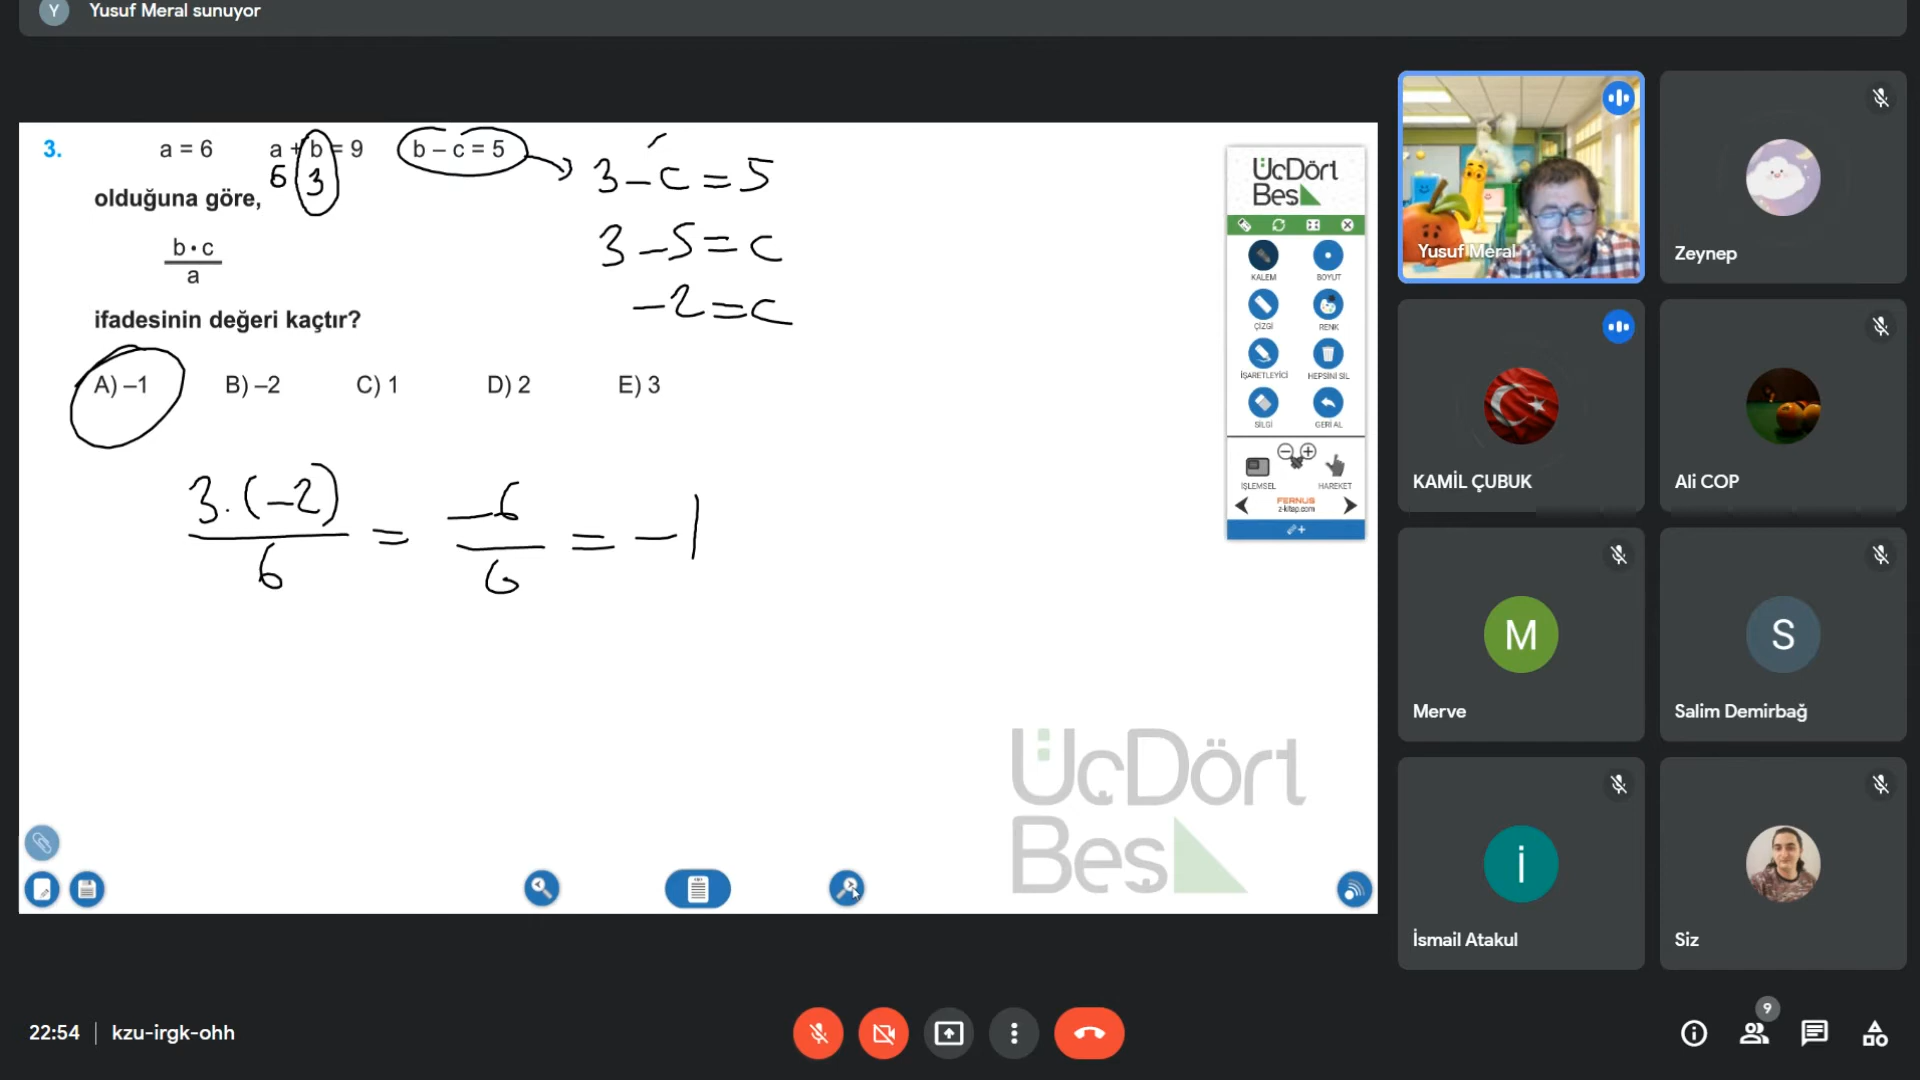 Y Yusuf Meral sunuyor
3. a = 6 a + b = 9 b – c = 5
6 3
olduğuna göre,
b · c
a
ifadesinin değeri kaçtır?
A) –1 B) –2 C) 1 D) 2 E) 3
3 – c = 5
3 – 5 = c
– 2 = c
3. (–2) / 6 = –6 / 6 = –1
ÜçDört
Beş
KALEM BOYUT
ÇİZGİ RENK
İŞARETLEYİCİ HEPSİNİ SİL
SİLGİ GERİ AL
İŞLEMSEL HAREKET
FERNUS
z-kitap.com
ÜçDört
Beş
Yusuf Meral
Zeynep
KAMİL ÇUBUK
Ali COP
M
Merve
S
Salim Demirbağ
İ
İsmail Atakul
Siz
22:54 | kzu-irgk-ohh
9